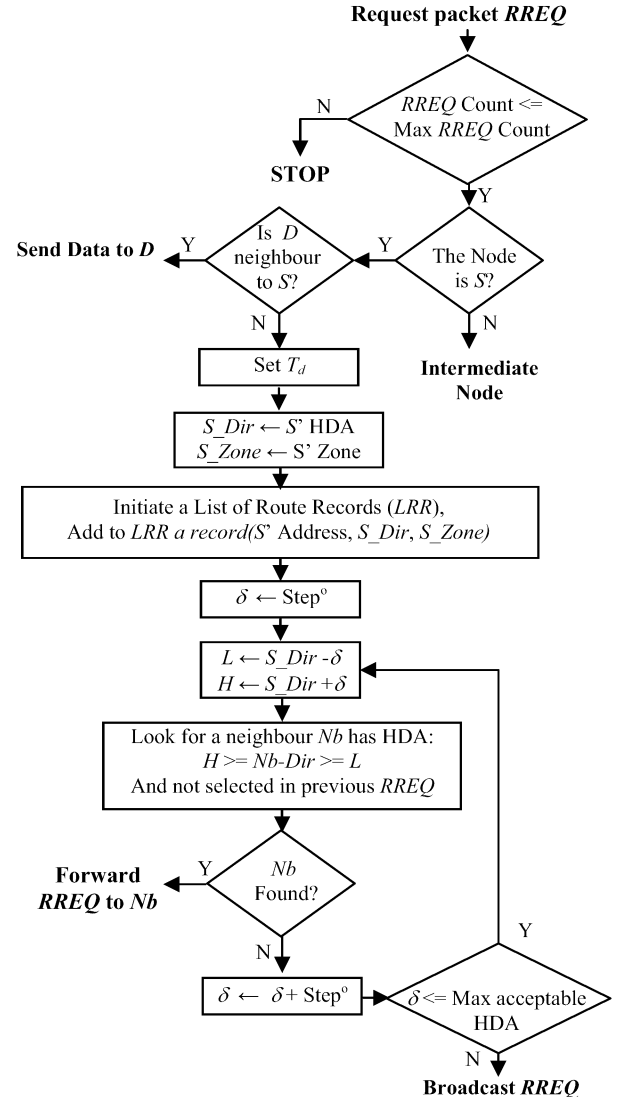 Request packet RREQ
RREQ Count <=
Max RREQ Count
N
STOP
Y
The Node
is S?
Y
Is D
neighbour
to S?
Y
Send Data to D
N
Intermediate
Node
N
Set T_d
S_Dir ← S’ HDA
S_Zone ← S’ Zone
Initiate a List of Route Records (LRR),
Add to LRR a record(S’ Address, S_Dir, S_Zone)
δ ← Step°
L ← S_Dir -δ
H ← S_Dir +δ
Look for a neighbour Nb has HDA:
H >= Nb-Dir >= L
And not selected in previous RREQ
Nb
Found?
Y
Forward
RREQ to Nb
N
δ ← δ + Step°
δ <= Max acceptable
HDA
Y
N
Broadcast RREQ